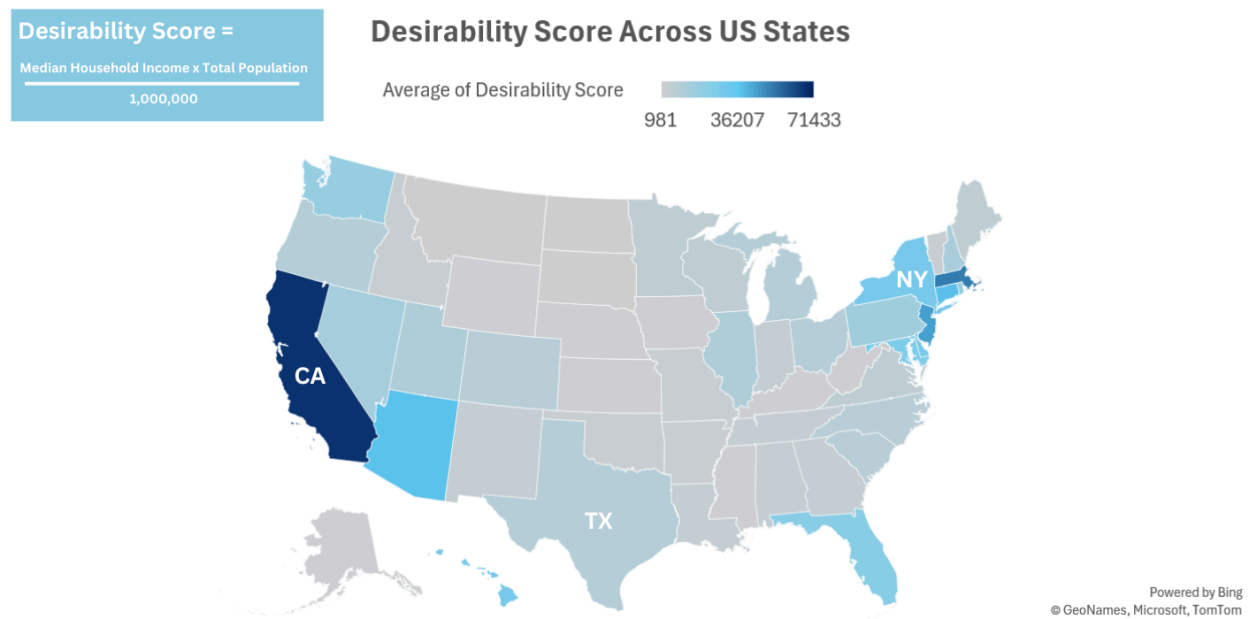 Desirability Score =
Median Household Income x Total Population
1,000,000
Desirability Score Across US States
Average of Desirability Score
981 36207 71433
NY
CA
TX
Powered by Bing
© GeoNames, Microsoft, TomTom